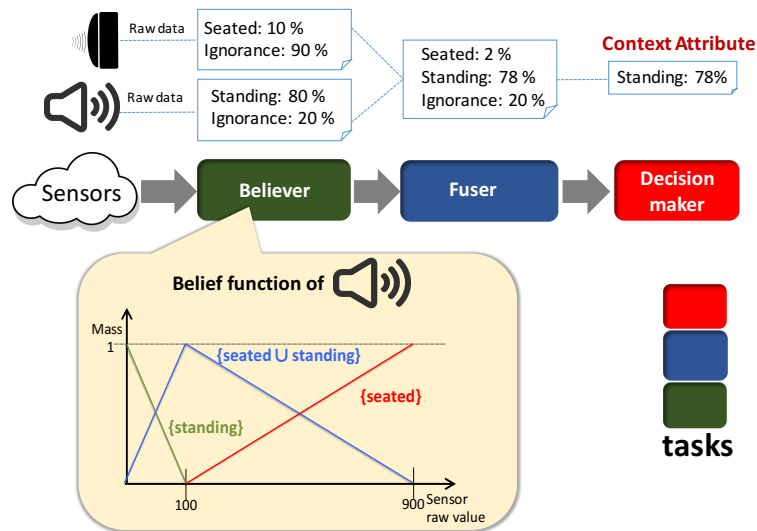 Raw data
Seated: 10 %
Ignorance: 90 %
Raw data
Standing: 80 %
Ignorance: 20 %
Seated: 2 %
Standing: 78 %
Ignorance: 20 %
Context Attribute
Standing: 78%
Sensors
Believer
Fuser
Decision
maker
Belief function of
Mass
1
{seated ∪ standing}
{seated}
{standing}
100
900
Sensor
raw value
tasks